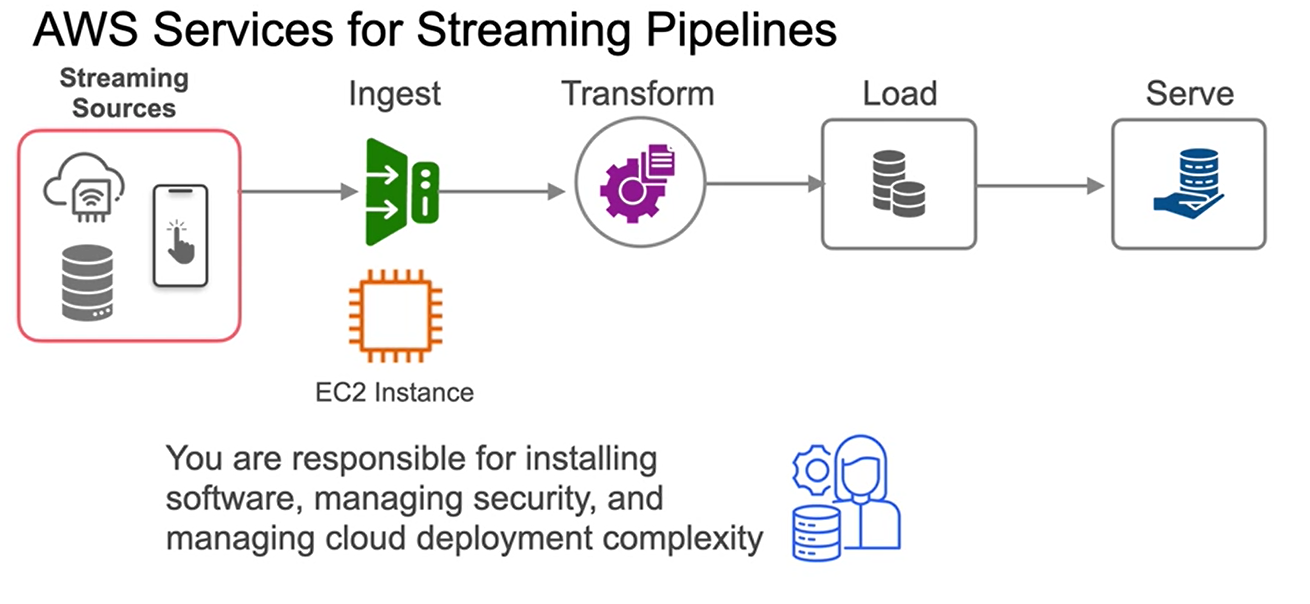 AWS Services for Streaming Pipelines
Streaming
Sources
Ingest
Transform
Load
Serve
EC2 Instance
You are responsible for installing
software, managing security, and
managing cloud deployment complexity